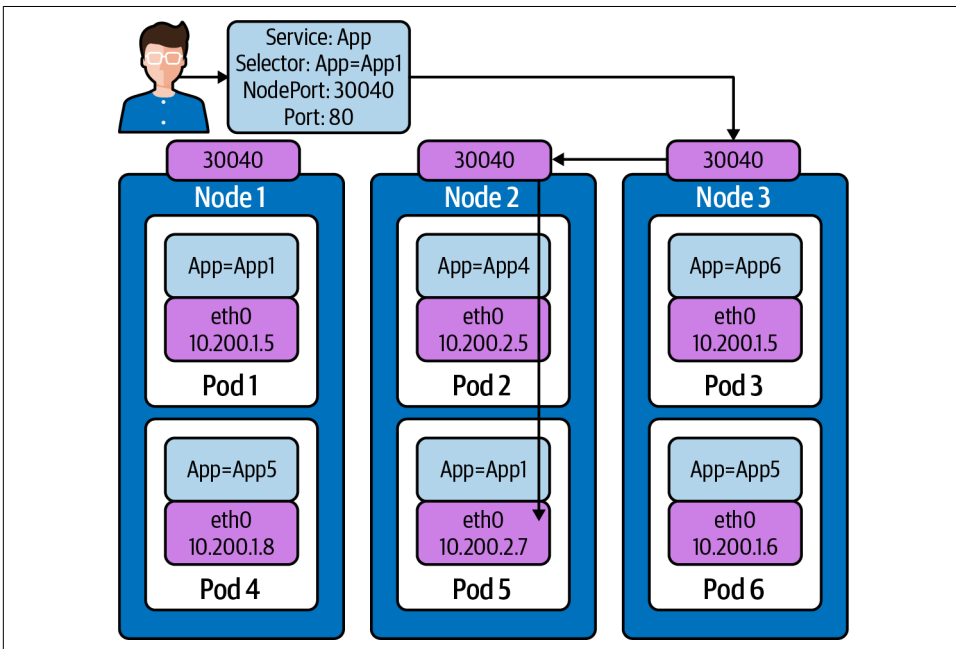 Service: App
Selector: App=App1
NodePort: 30040
Port: 80
30040
30040
30040
Node 1
Node 2
Node 3
App=App1
App=App4
App=App6
eth0
10.200.1.5
eth0
10.200.2.5
eth0
10.200.1.5
Pod 1
Pod 2
Pod 3
App=App5
App=App1
App=App5
eth0
10.200.1.8
eth0
10.200.2.7
eth0
10.200.1.6
Pod 4
Pod 5
Pod 6